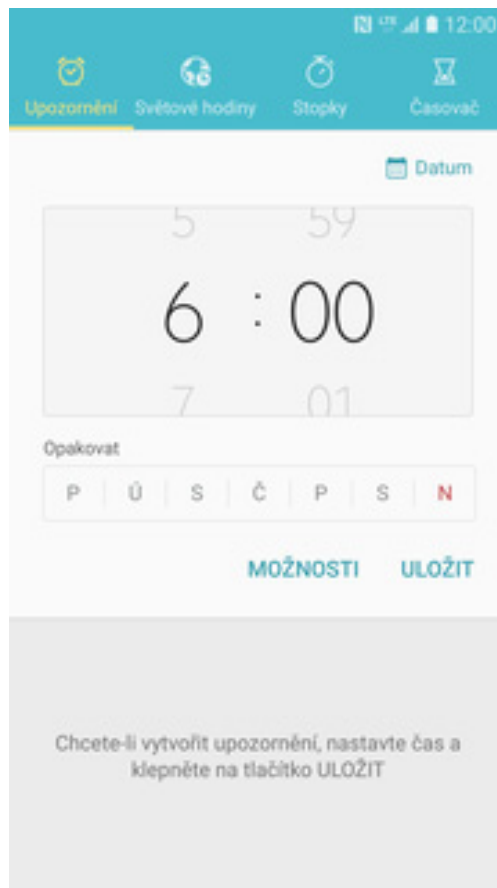 LTE 12:00
Upozornění Světové hodiny Stopky Časovač
Datum
5 59
6 : 00
7 01
Opakovat
P Ú S Č P S N
MOŽNOSTI ULOŽIT
Chcete-li vytvořit upozornění, nastavte čas a
klepněte na tlačítko ULOŽIT